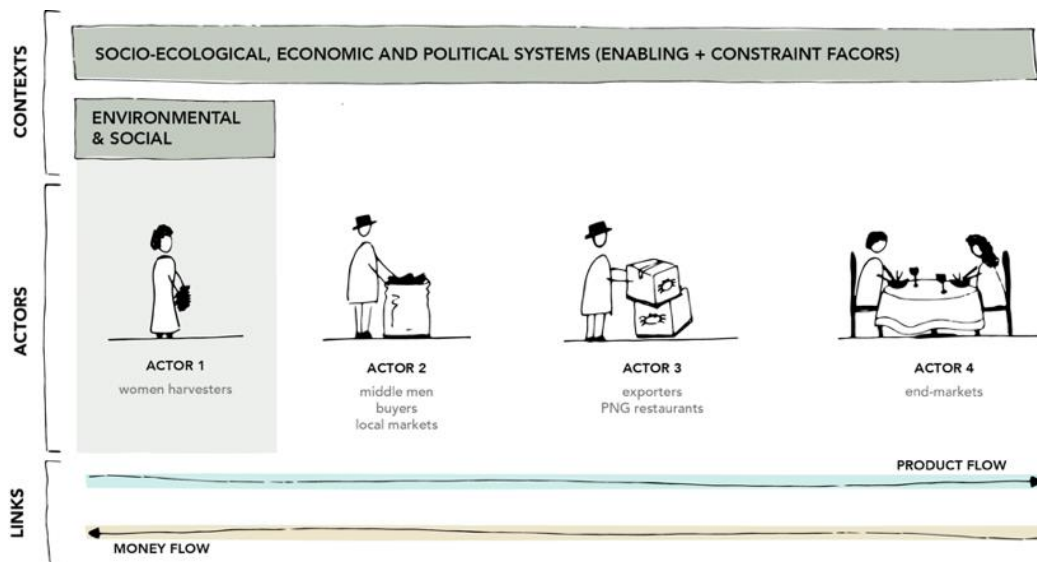 CONTEXTS
SOCIO-ECOLOGICAL, ECONOMIC AND POLITICAL SYSTEMS (ENABLING + CONSTRAINT FACORS)
ENVIRONMENTAL
& SOCIAL
ACTORS
ACTOR 1
women harvesters
ACTOR 2
middle men
buyers
local markets
ACTOR 3
exporters
PNG restaurants
ACTOR 4
end-markets
LINKS
PRODUCT FLOW
MONEY FLOW